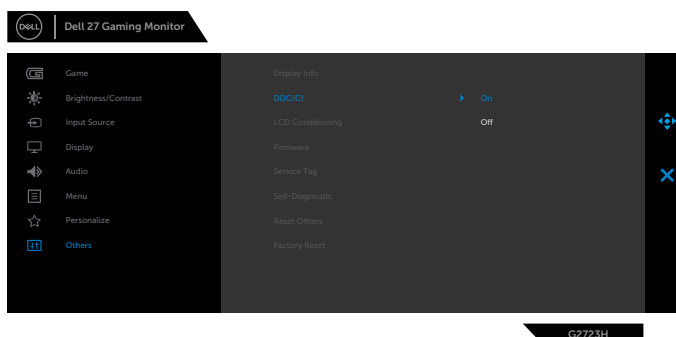 DELL
Dell 27 Gaming Monitor
Game
Display Info
Brightness/Contrast
DDC/CI
On
Input Source
LCD Conditioning
Off
Display
Firmware
Audio
Service Tag
Menu
Self-Diagnostic
Personalize
Reset Others
Others
Factory Reset
G2723H